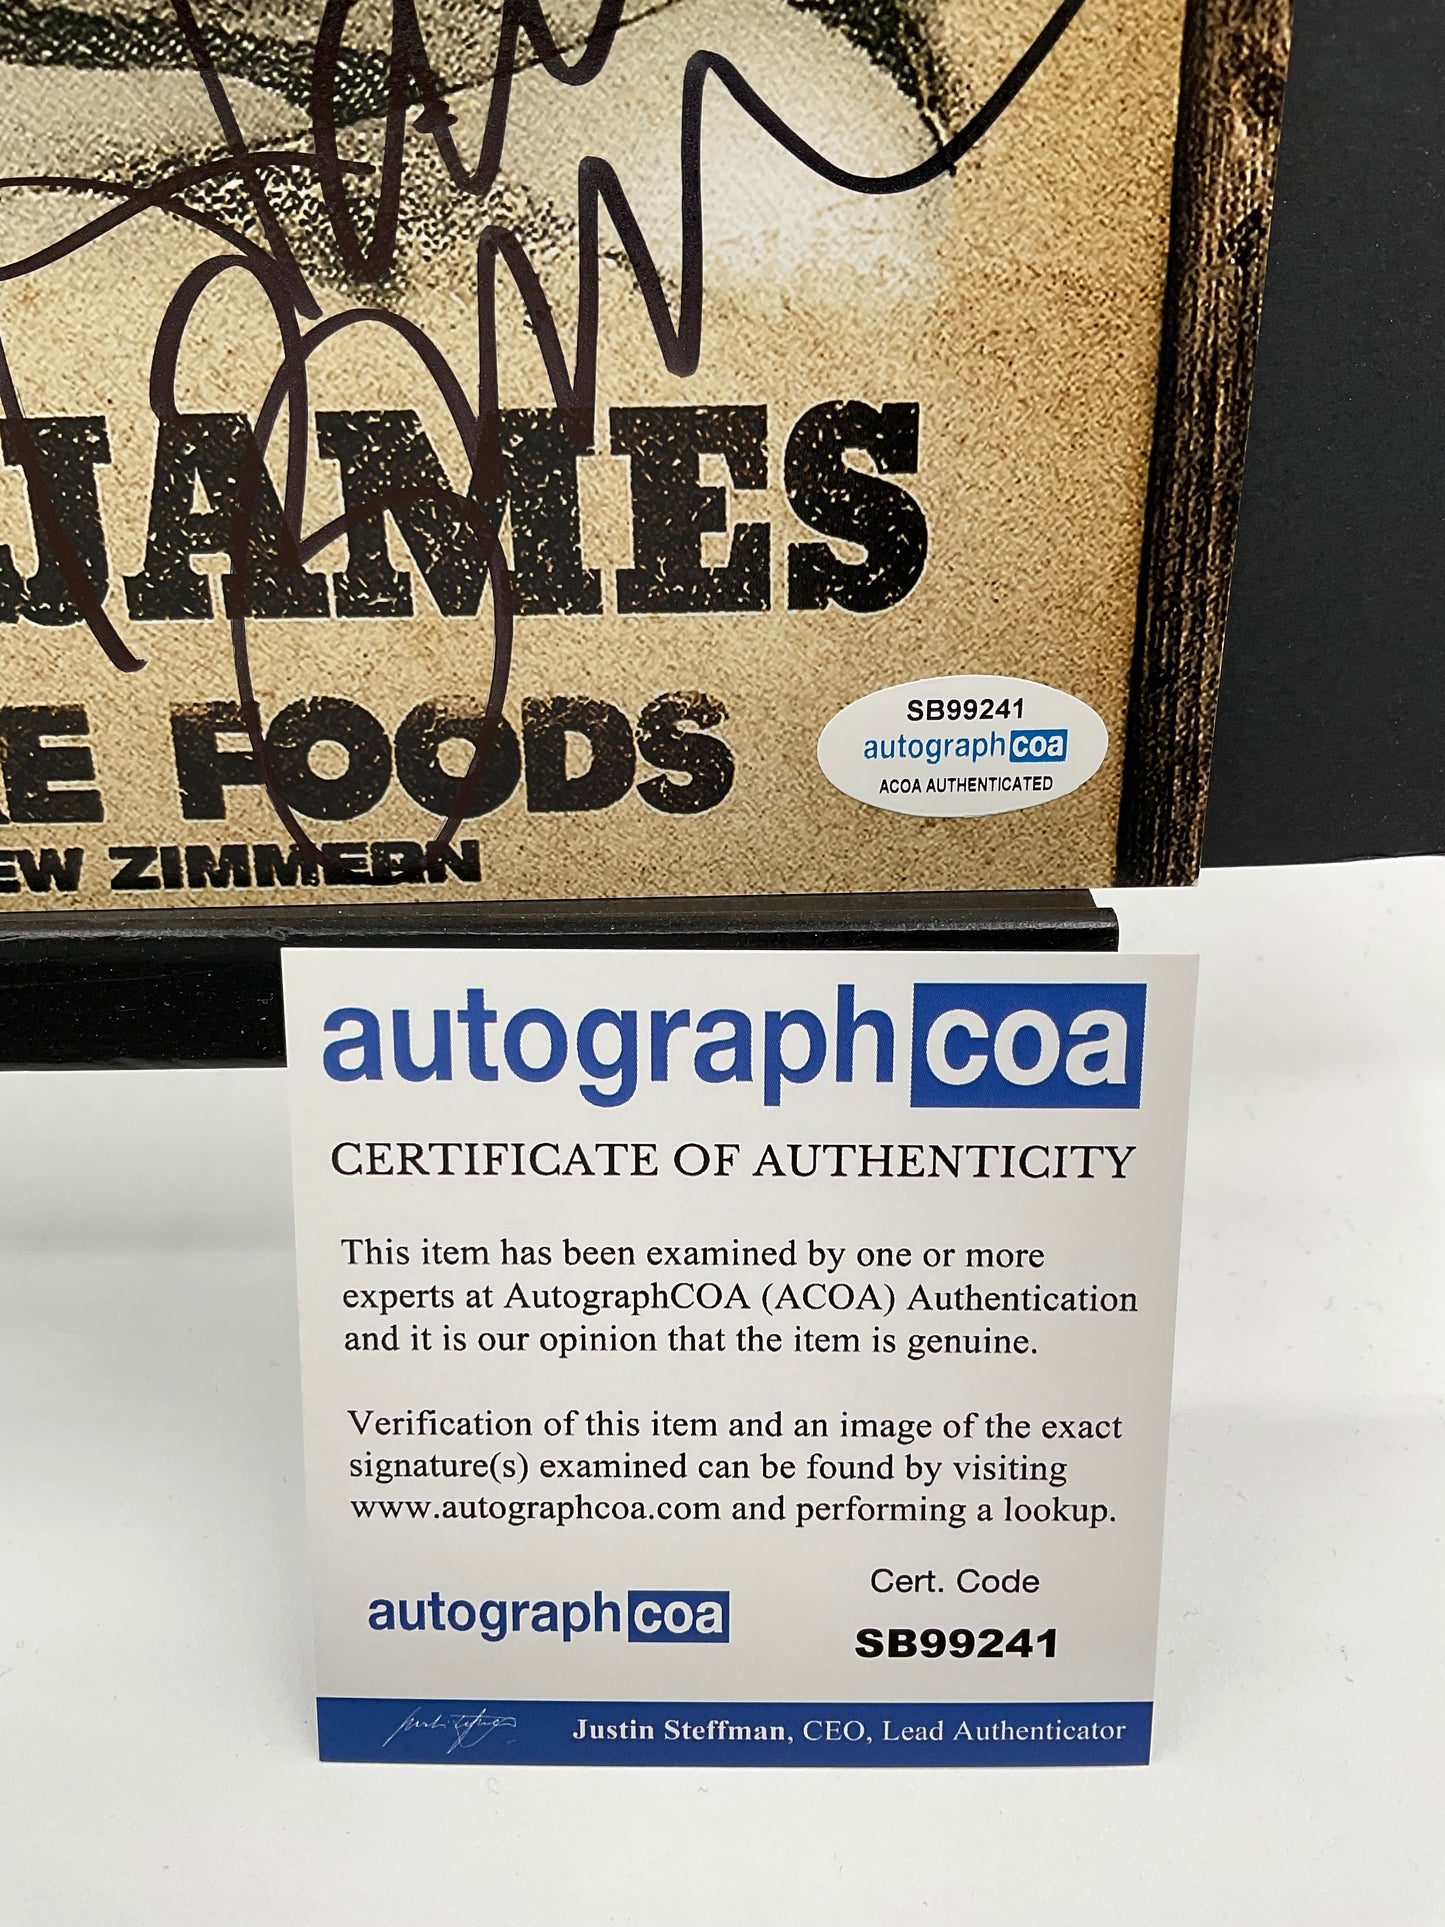 JAMES
SB99241
autographcoa
ACOA AUTHENTICATED
E FOODS
EW ZIMMERN
autographcoa
CERTIFICATE OF AUTHENTICITY
This item has been examined by one or more
experts at AutographCOA (ACOA) Authentication
and it is our opinion that the item is genuine.
Verification of this item and an image of the exact
signature(s) examined can be found by visiting
www.autographcoa.com and performing a lookup.
Cert. Code
autographcoa
SB99241
Justin Steffman, CEO, Lead Authenticator